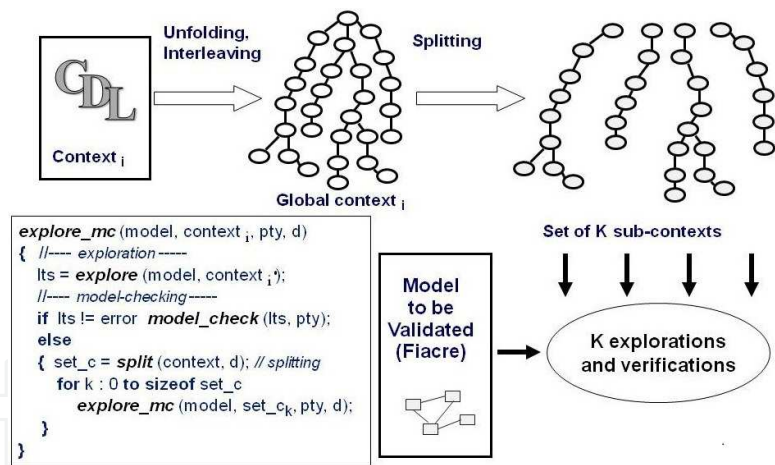 Unfolding,
Interleaving
Splitting
CDL
Context i
Global context i
explore_mc (model, context i, pty, d)
{ //---- exploration -----
lts = explore (model, context i);
//---- model-checking-----
if lts != error model_check (lts, pty);
else
{ set_c = split (context, d); // splitting
for k : 0 to sizeof set_c
explore_mc (model, set_ck, pty, d);
}
}
Model
to be
Validated
(Fiacre)
Set of K sub-contexts
K explorations
and verifications